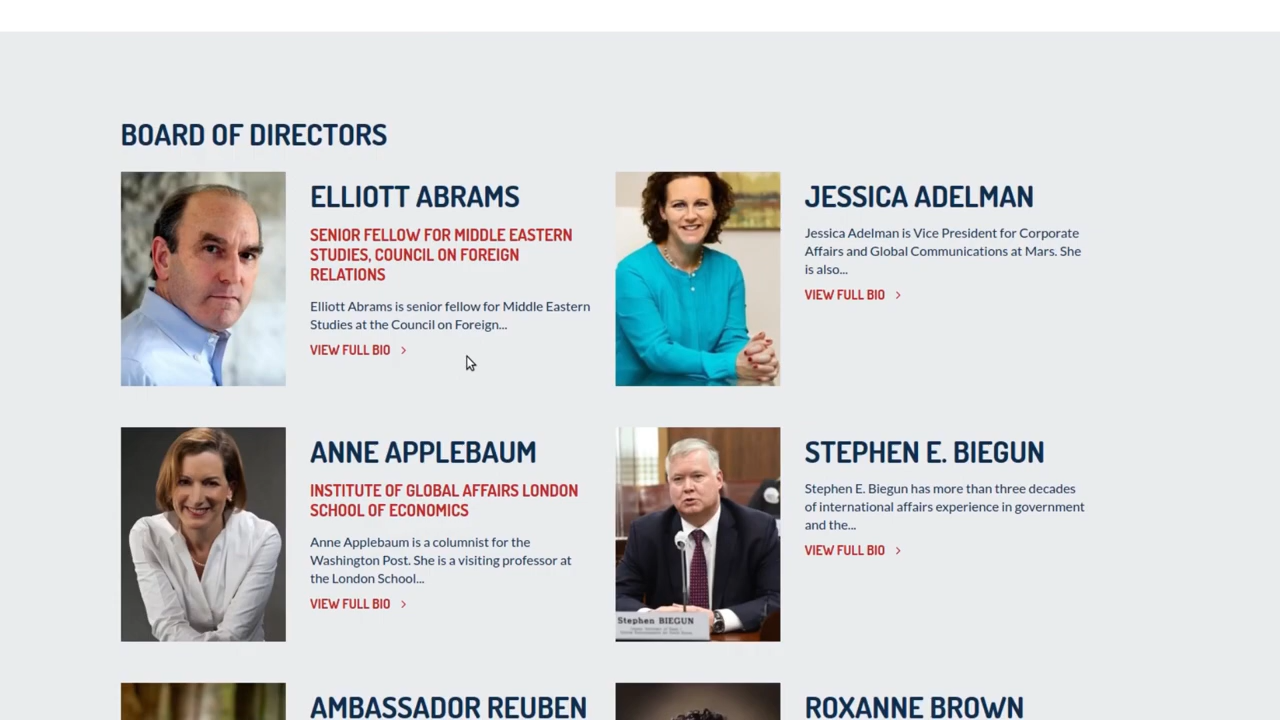 BOARD OF DIRECTORS
ELLIOTT ABRAMS
SENIOR FELLOW FOR MIDDLE EASTERN
STUDIES, COUNCIL ON FOREIGN
RELATIONS
Elliott Abrams is senior fellow for Middle Eastern
Studies at the Council on Foreign...
VIEW FULL BIO >
JESSICA ADELMAN
Jessica Adelman is Vice President for Corporate
Affairs and Global Communications at Mars. She
is also...
VIEW FULL BIO >
ANNE APPLEBAUM
INSTITUTE OF GLOBAL AFFAIRS LONDON
SCHOOL OF ECONOMICS
Anne Applebaum is a columnist for the
Washington Post. She is a visiting professor at
the London School...
VIEW FULL BIO >
STEPHEN E. BIEGUN
Stephen E. Biegun has more than three decades
of international affairs experience in government
and the...
VIEW FULL BIO >
Stephen BIEGUN
AMBASSADOR REUBEN
ROXANNE BROWN